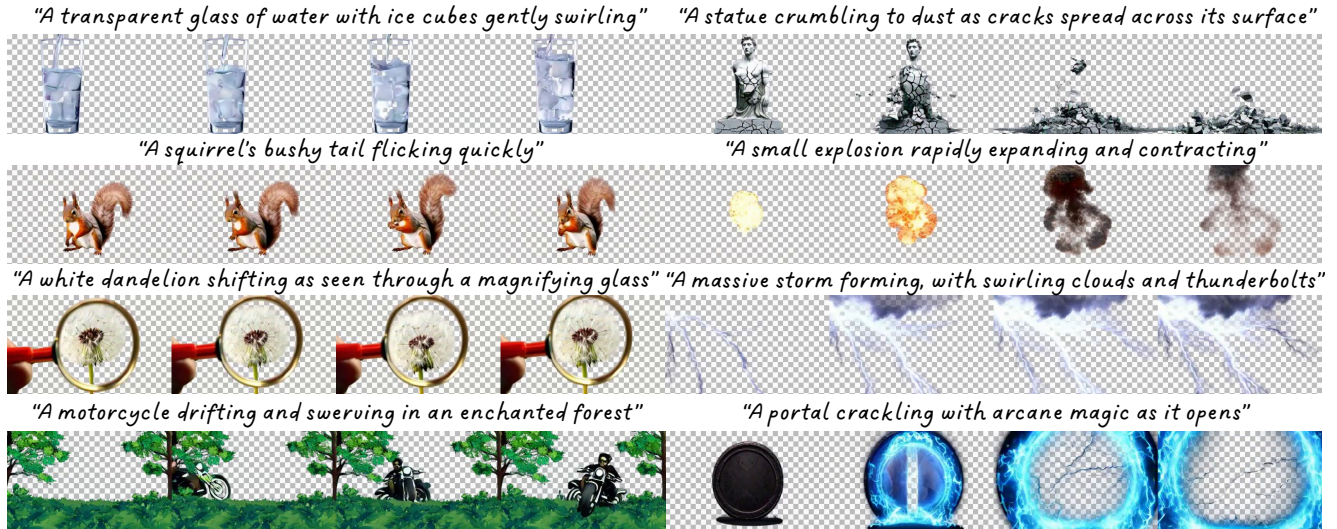 “A transparent glass of water with ice cubes gently swirling”
“A statue crumbling to dust as cracks spread across its surface”
“A squirrel's bushy tail flicking quickly”
“A small explosion rapidly expanding and contracting”
“A white dandelion shifting as seen through a magnifying glass”
“A massive storm forming, with swirling clouds and thunderbolts”
“A motorcycle drifting and swerving in an enchanted forest”
“A portal crackling with arcane magic as it opens”